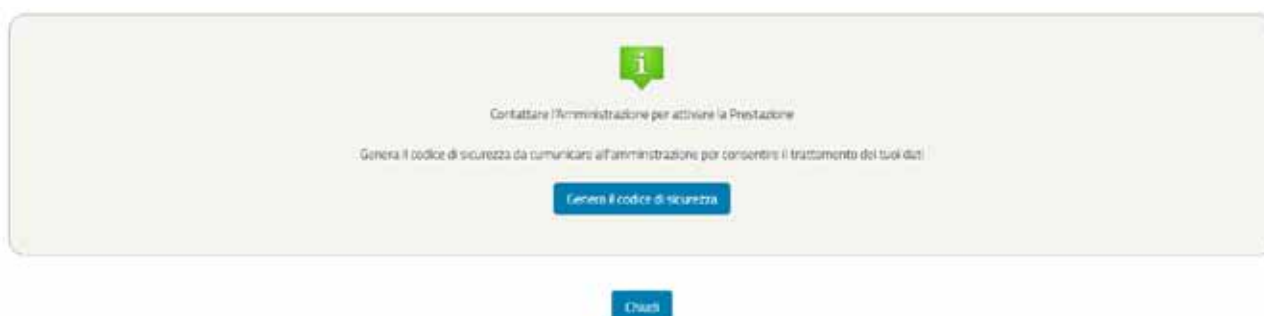 i
Contattare l'Amministrazione per attivare la Prestazione
Genera il codice di sicurezza da comunicare all'amminstrazione per consentire il trattamento dei tuoi dati
Genera il codice di sicurezza
Chiudi